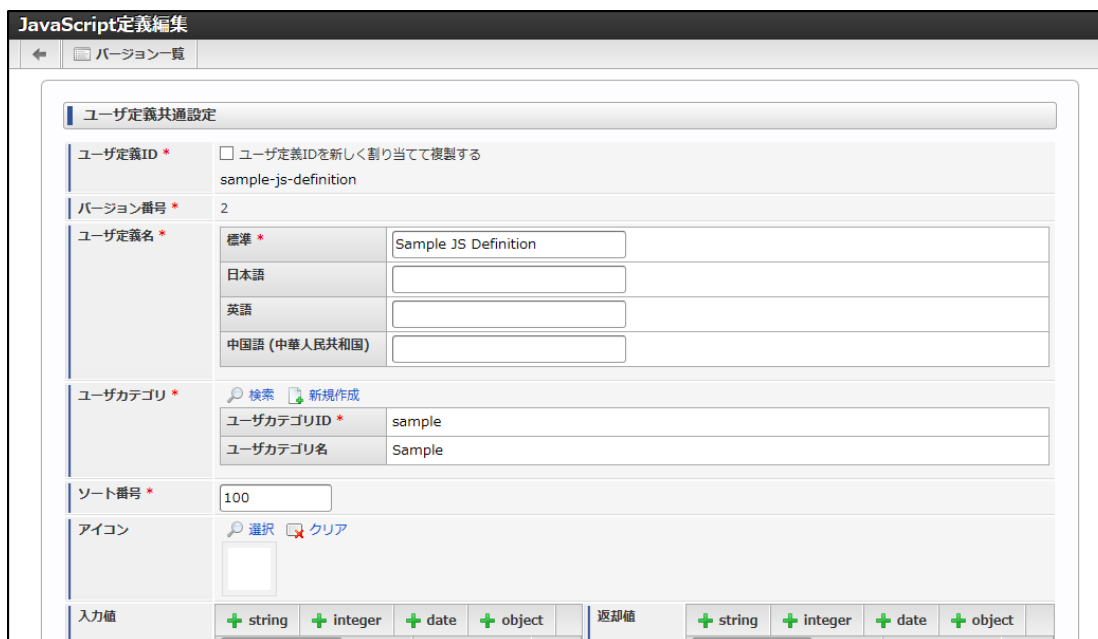 JavaScript定義編集
バージョン一覧
ユーザ定義共通設定
ユーザ定義ID *
ユーザ定義IDを新しく割り当てて複製する
sample-js-definition
バージョン番号 *
2
ユーザ定義名 *
標準 *
Sample JS Definition
日本語
英語
中国語 (中華人民共和国)
ユーザカテゴリ *
検索 新規作成
ユーザカテゴリID *
sample
ユーザカテゴリ名
Sample
ソート番号 *
100
アイコン
選択 クリア
入力値
string integer date object
返却値
string integer date object